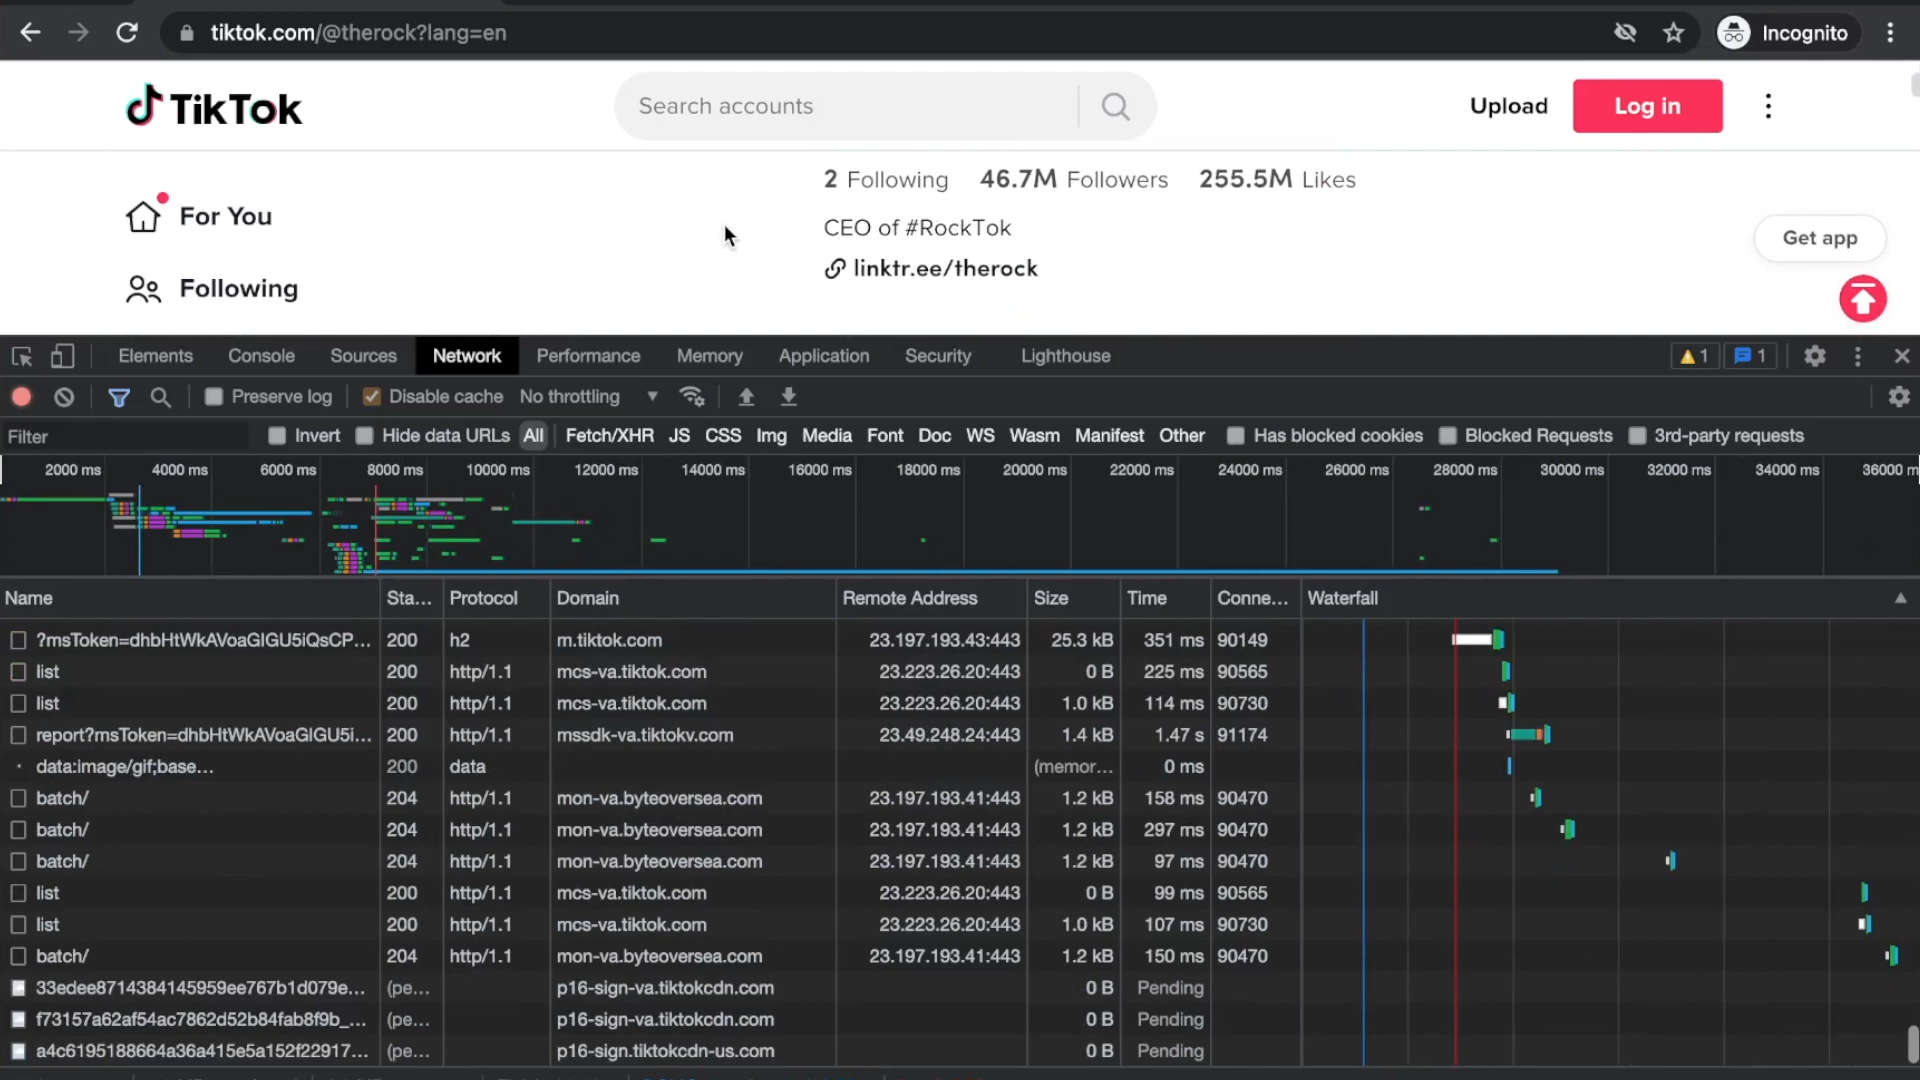 tiktok.com/@therock?lang=en Incognito
TikTok Search accounts Upload Log in
2 Following 46.7M Followers 255.5M Likes
For You
CEO of #RockTok
Get app
linktr.ee/therock
Following
Elements Console Sources Network Performance Memory Application Security Lighthouse 1 1
Preserve log Disable cache No throttling
Filter Invert Hide data URLs All Fetch/XHR JS CSS Img Media Font Doc WS Wasm Manifest Other Has blocked cookies Blocked Requests 3rd-party requests
2000 ms 4000 ms 6000 ms 8000 ms 10000 ms 12000 ms 14000 ms 16000 ms 18000 ms 20000 ms 22000 ms 24000 ms 26000 ms 28000 ms 30000 ms 32000 ms 34000 ms 36000 m
Name Sta... Protocol Domain Remote Address Size Time Conne... Waterfall
?msToken=dhbHtWkAVoaGIGU5iQsCP... 200 h2 m.tiktok.com 23.197.193.43:443 25.3 kB 351 ms 90149
list 200 http/1.1 mcs-va.tiktok.com 23.223.26.20:443 0 B 225 ms 90565
list 200 http/1.1 mcs-va.tiktok.com 23.223.26.20:443 1.0 kB 114 ms 90730
report?msToken=dhbHtWkAVoaGIGU5i... 200 http/1.1 mssdk-va.tiktokv.com 23.49.248.24:443 1.4 kB 1.47 s 91174
data:image/gif;base... 200 data (memor... 0 ms
batch/ 204 http/1.1 mon-va.byteoversea.com 23.197.193.41:443 1.2 kB 158 ms 90470
batch/ 204 http/1.1 mon-va.byteoversea.com 23.197.193.41:443 1.2 kB 297 ms 90470
batch/ 204 http/1.1 mon-va.byteoversea.com 23.197.193.41:443 1.2 kB 97 ms 90470
list 200 http/1.1 mcs-va.tiktok.com 23.223.26.20:443 0 B 99 ms 90565
list 200 http/1.1 mcs-va.tiktok.com 23.223.26.20:443 1.0 kB 107 ms 90730
batch/ 204 http/1.1 mon-va.byteoversea.com 23.197.193.41:443 1.2 kB 150 ms 90470
33edee8714384145959ee767b1d079e... (pe... p16-sign-va.tiktokcdn.com 0 B Pending
f73157a62af54ac7862d52b84fab8f9b_... (pe... p16-sign-va.tiktokcdn.com 0 B Pending
a4c6195188664a36a415e5a152f22917... (pe... p16-sign.tiktokcdn-us.com 0 B Pending